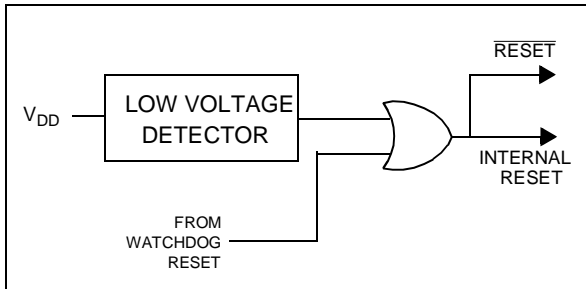 RESET
V_DD
LOW VOLTAGE
DETECTOR
INTERNAL
RESET
FROM
WATCHDOG
RESET